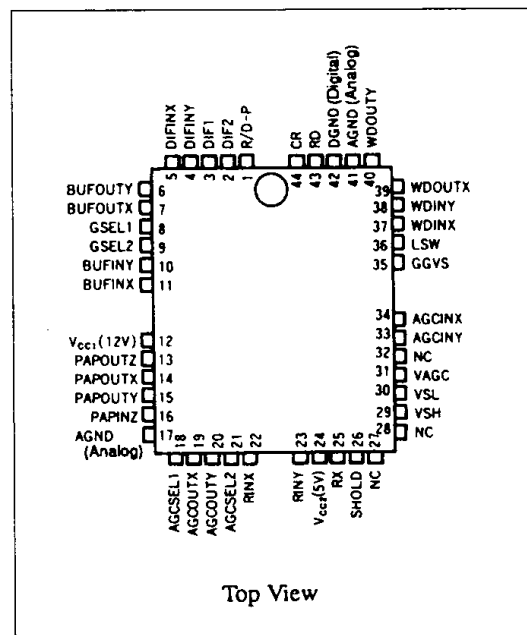 DIFINX
DIFINY
DIF1
DIF2
R/D-P
CR
RD
DGND (Digital)
AGND (Analog)
WDOUTY
5 4 3 2 1 44 43 42 41 40
BUFOUTY 6
BUFOUTX 7
GSEL1 8
GSEL2 9
BUFINY 10
BUFINX 11
VCC1 (12V) 12
PAPOUTZ 13
PAPOUTX 14
PAPOUTY 15
PAPINZ 16
AGND 17
(Analog)
39 WDOUTX
38 WDINY
37 WDINX
36 LSW
35 GGVS
34 AGCINX
33 AGCINY
32 NC
31 VAGC
30 VSL
29 VSH
28 NC
18 19 20 21 22 23 24 25 26 27
AGCSEL1
AGCOUTX
AGCOUTY
AGCSEL2
RINX
RINY
VCC2 (5V)
RX
SHOLD
NC
Top View